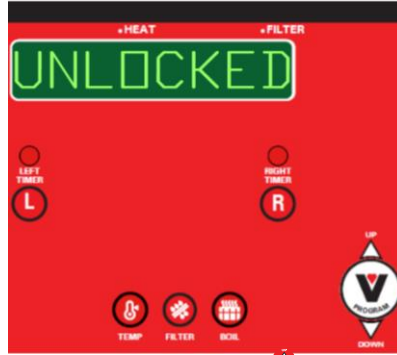 •HEAT •FILTER
UNLOCKED
LEFT TIMER
RIGHT TIMER
L
R
UP
V
PROGRAM
TEMP
FILTER
BOIL
DOWN